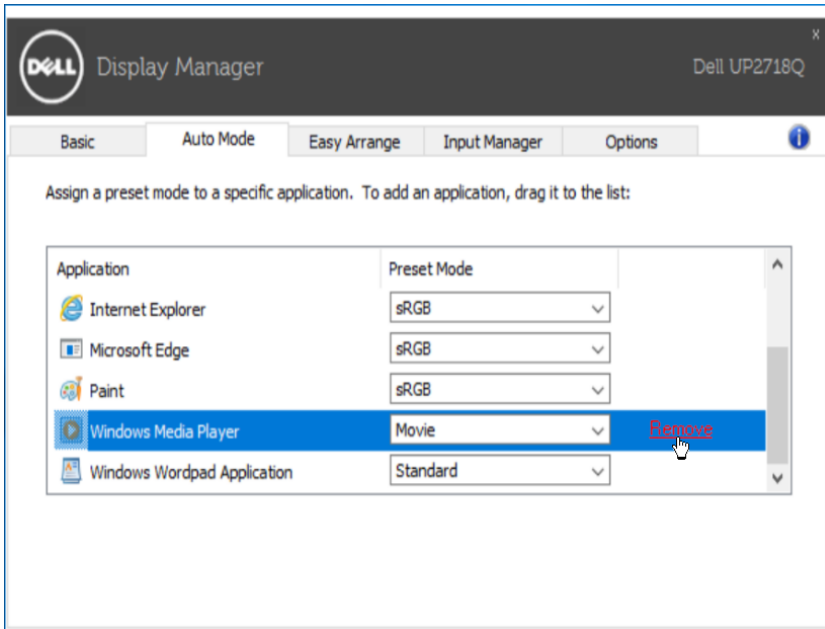 x
DELL Display Manager Dell UP2718Q
Basic Auto Mode Easy Arrange Input Manager Options i
Assign a preset mode to a specific application. To add an application, drag it to the list:
Application Preset Mode
Internet Explorer sRGB
Microsoft Edge sRGB
Paint sRGB
Windows Media Player Movie Remove
Windows Wordpad Application Standard